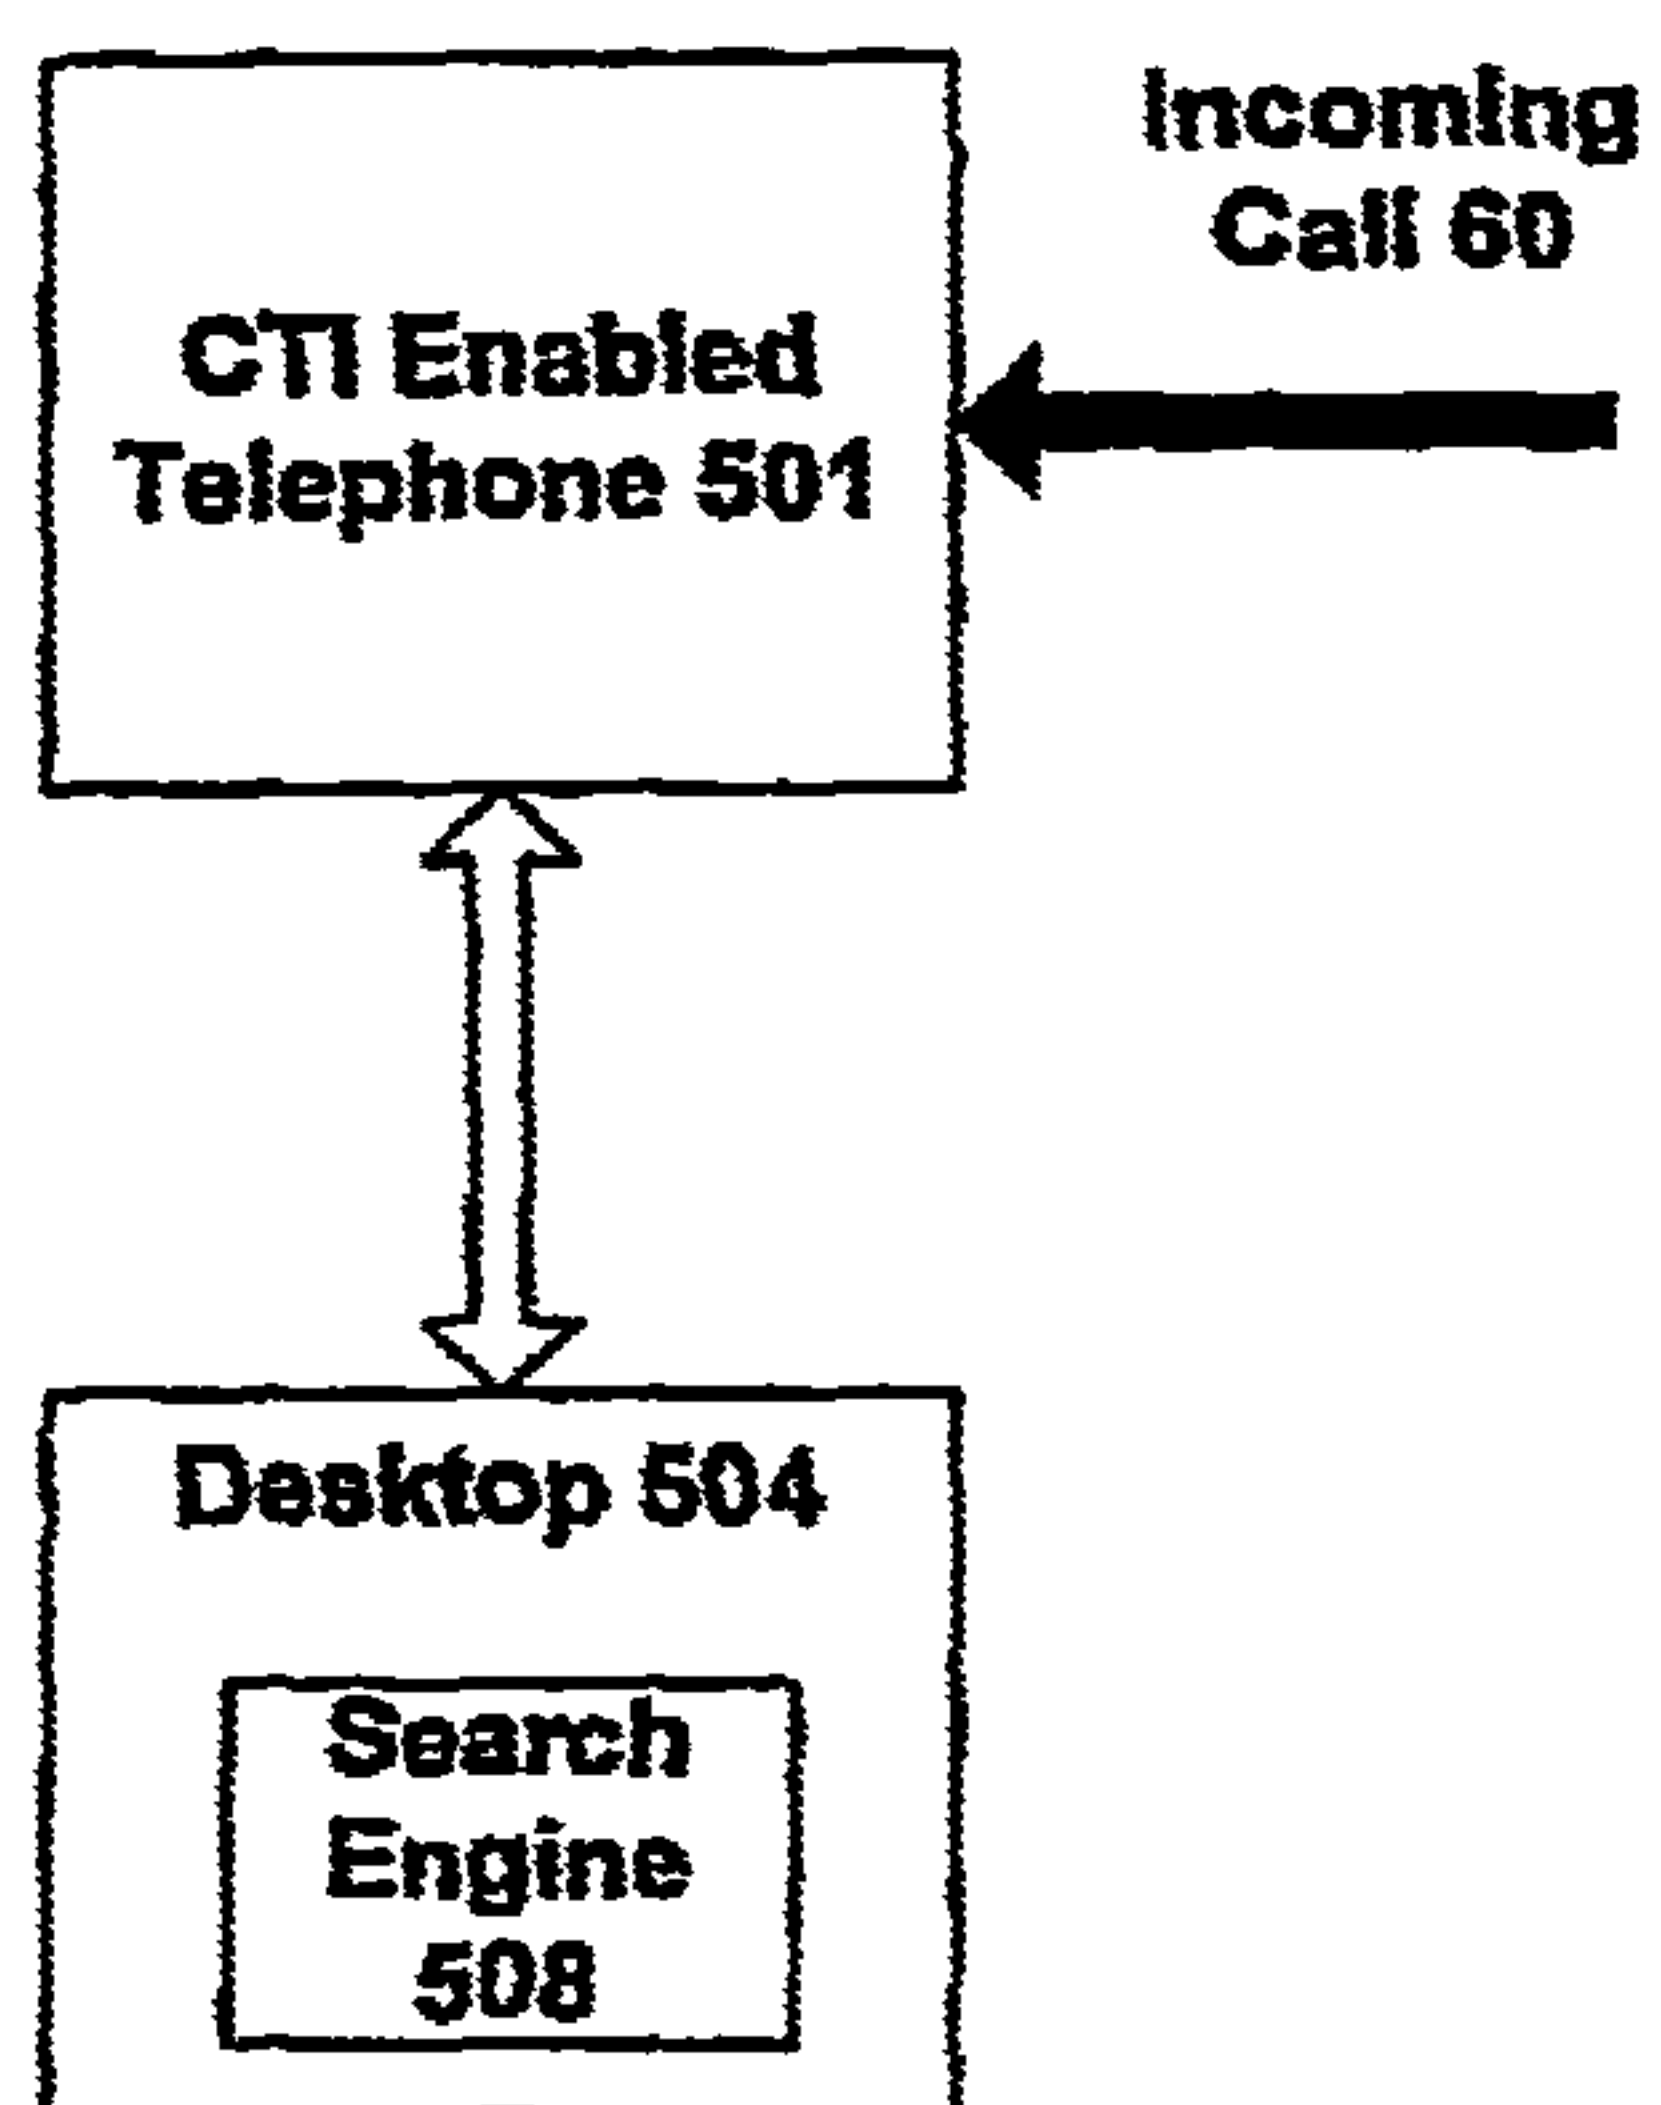 Incoming
Call 60
CTI Enabled
Telephone 501
Desktop 504
Search
Engine
508